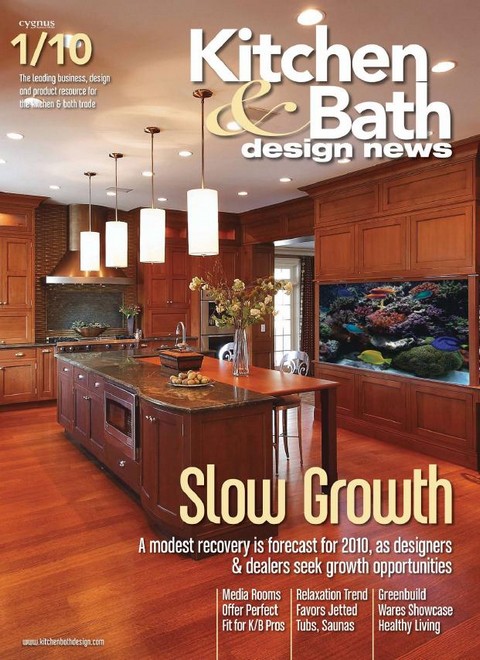 cygnus
1/10
The leading business, design
and product resource for
the kitchen & bath trade
Kitchen
& Bath
design news
Slow Growth
A modest recovery is forecast for 2010, as designers
& dealers seek growth opportunities
Media Rooms
Offer Perfect
Fit for K/B Pros
Relaxation Trend
Favors Jetted
Tubs, Saunas
Greenbuild
Wares Showcase
Healthy Living
www.kitchenbathdesign.com